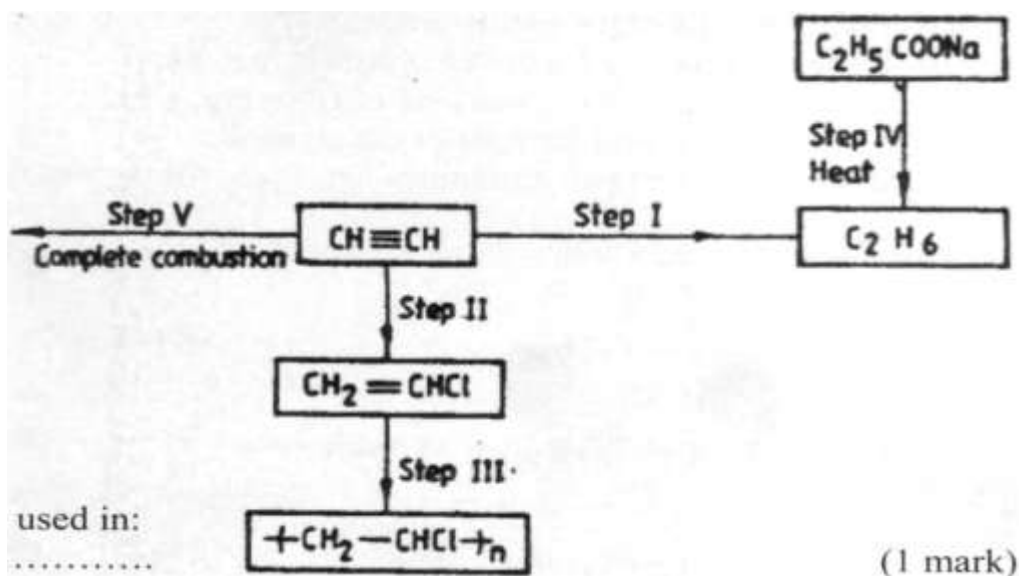 C2H5COONa
Step IV
Heat
Step V
CH≡CH
Step I
C2H6
Complete combustion
Step II
CH2=CHCl
Step III.
used in:
+CH2-CHCl+n
............
(1 mark)